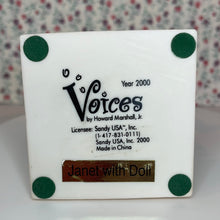 Year 2000
Voices
by Howard Marshall, Jr.
Licensee: Sandy USA™, Inc.
(1-417-831-0111)
Sandy USA, Inc. 2000
Made in China
Janet with Doll